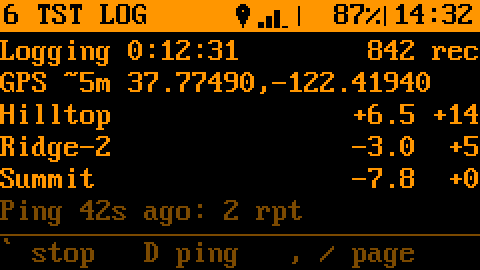 6 TST LOG 87%|14:32
Logging 0:12:31 842 rec
GPS ~5m 37.77490,-122.41940
Hilltop +6.5 +14
Ridge-2 -3.0 +5
Summit -7.8 +0
Ping 42s ago: 2 rpt
` stop D ping , / page